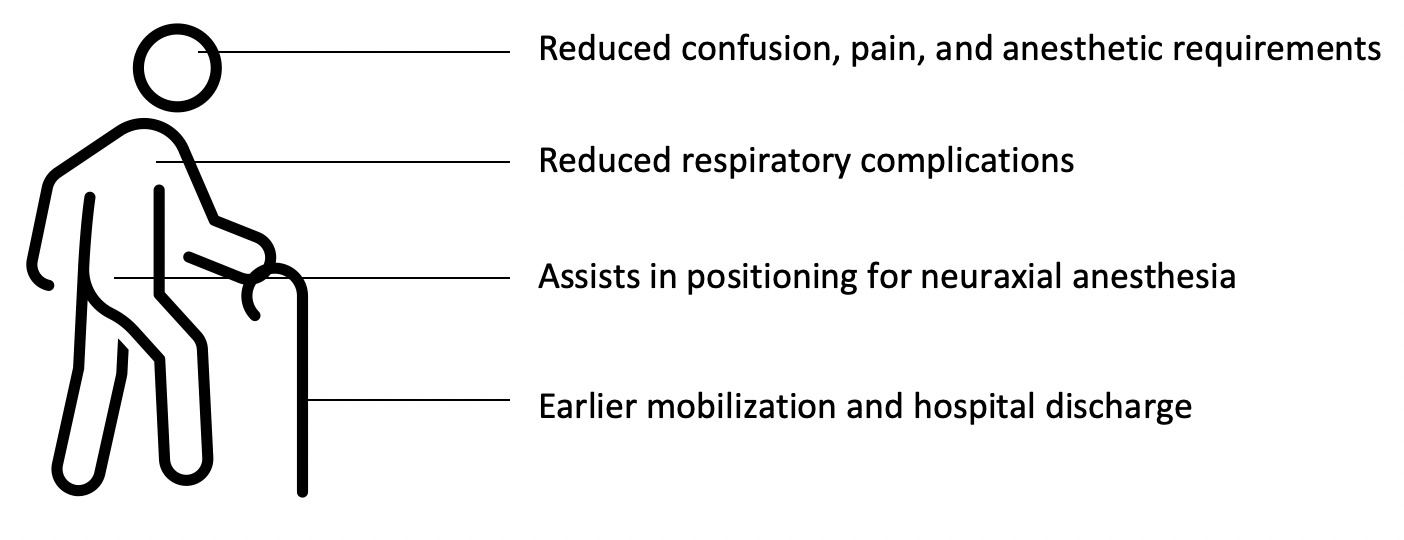 Reduced confusion, pain, and anesthetic requirements
Reduced respiratory complications
Assists in positioning for neuraxial anesthesia
Earlier mobilization and hospital discharge